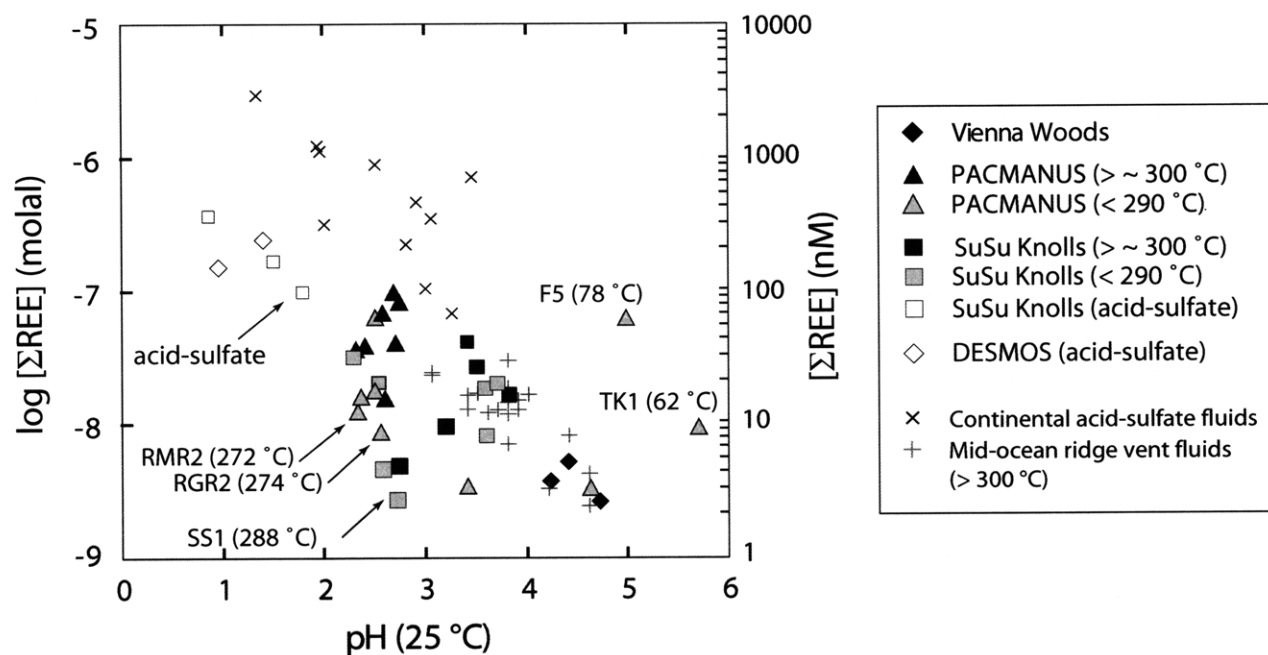 -5
-6
-7
-8
-9
log [ΣREE] (molal)
0 1 2 3 4 5 6
pH (25 °C)
10000
1000
100
10
1
[ΣREE] (nM)
F5 (78 °C)
acid-sulfate
TK1 (62 °C)
RMR2 (272 °C)
RGR2 (274 °C)
SS1 (288 °C)
Vienna Woods
PACMANUS (> ~ 300 °C)
PACMANUS (< 290 °C).
SuSu Knolls (> ~ 300 °C)
SuSu Knolls (< 290 °C)
SuSu Knolls (acid-sulfate)
DESMOS (acid-sulfate)
Continental acid-sulfate fluids
Mid-ocean ridge vent fluids
(> 300 °C)